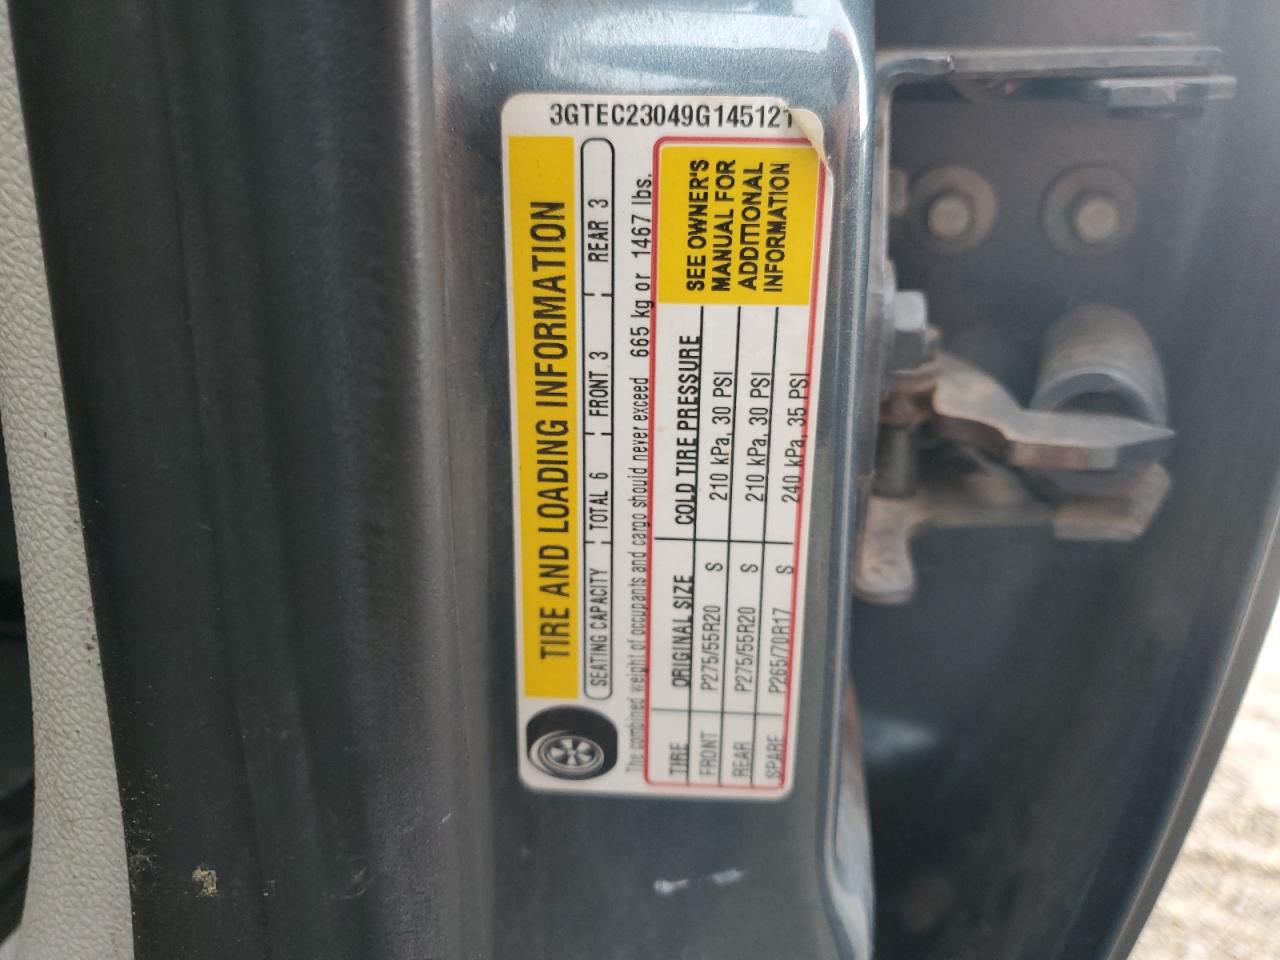 3GTEC23049G145121
TIRE AND LOADING INFORMATION
SEATING CAPACITY TOTAL 6 FRONT 3 REAR 3
The combined weight of occupants and cargo should never exceed 665 kg or 1467 lbs.
TIRE ORIGINAL SIZE COLD TIRE PRESSURE
FRONT P275/55R20 S 210 kPa, 30 PSI
REAR P275/55R20 S 210 kPa, 30 PSI
SPARE P265/70R17 S 240 kPa, 35 PSI
SEE OWNER'S
MANUAL FOR
ADDITIONAL
INFORMATION